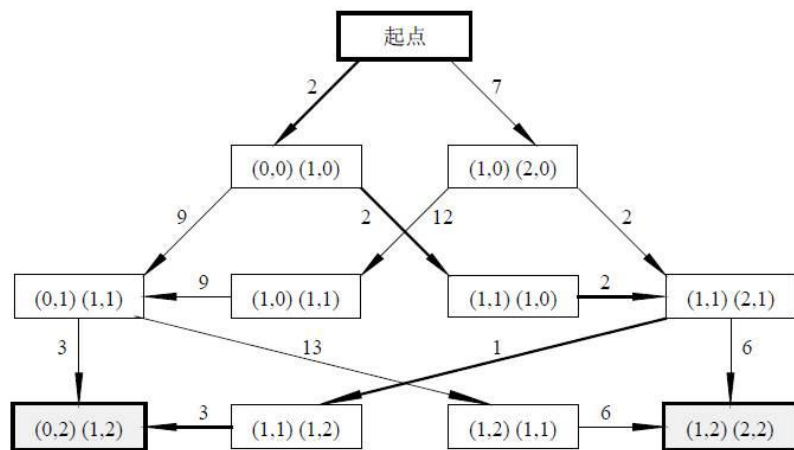 起点
2 7
(0,0) (1,0) (1,0) (2,0)
9 2 12 2
(0,1) (1,1) 9 (1,0) (1,1) (1,1) (1,0) 2 (1,1) (2,1)
3 13 1 6
(0,2) (1,2) 3 (1,1) (1,2) (1,2) (1,1) 6 (1,2) (2,2)